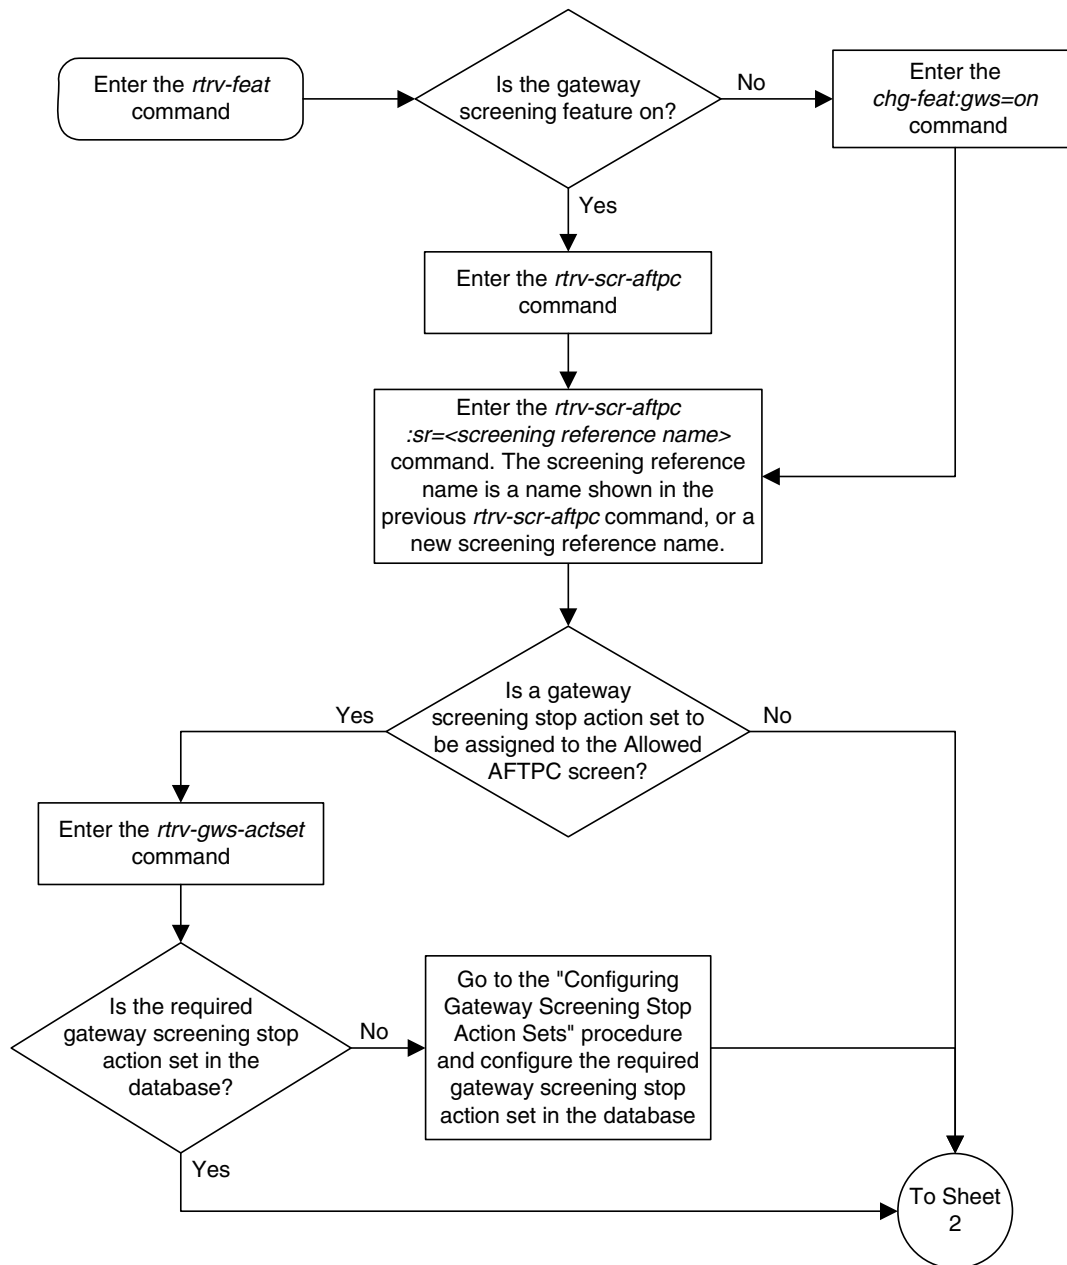 Enter the rtrv-feat
command
Is the gateway
screening feature on?
No
Enter the
chg-feat:gws=on
command
Yes
Enter the rtrv-scr-aftpc
command
Enter the rtrv-scr-aftpc
:sr=<screening reference name>
command. The screening reference
name is a name shown in the
previous rtrv-scr-aftpc command, or a
new screening reference name.
Is a gateway
screening stop action set to
be assigned to the Allowed
AFTPC screen?
Yes
No
Enter the rtrv-gws-actset
command
Is the required
gateway screening stop
action set in the
database?
No
Go to the "Configuring
Gateway Screening Stop
Action Sets" procedure
and configure the required
gateway screening stop
action set in the database
Yes
To Sheet
2